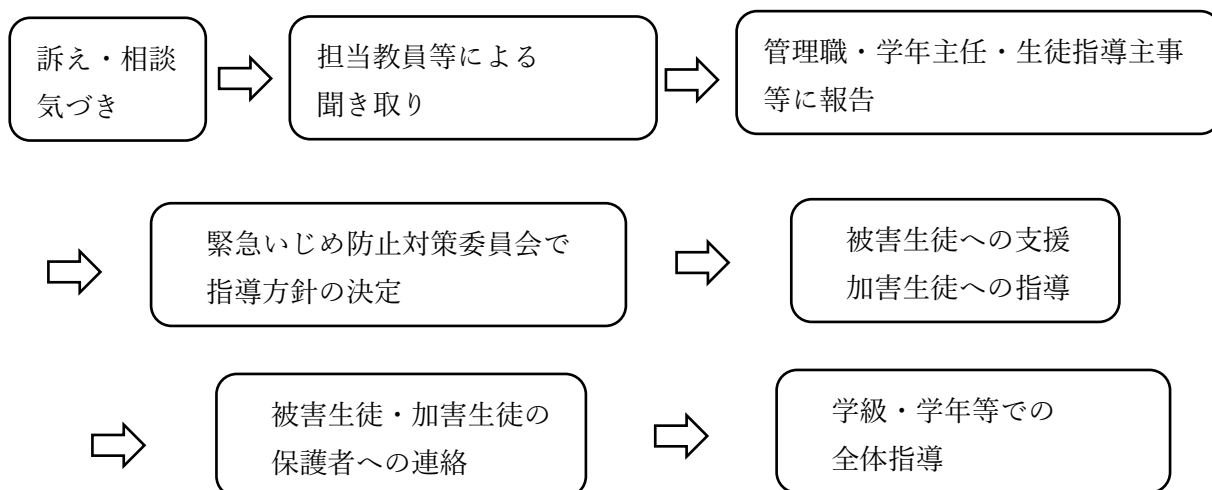 訴え・相談
気づき
担当教員等による
聞き取り
管理職・学年主任・生徒指導主事
等に報告
緊急いじめ防止対策委員会で
指導方針の決定
被害生徒への支援
加害生徒への指導
被害生徒・加害生徒の
保護者への連絡
学級・学年等での
全体指導